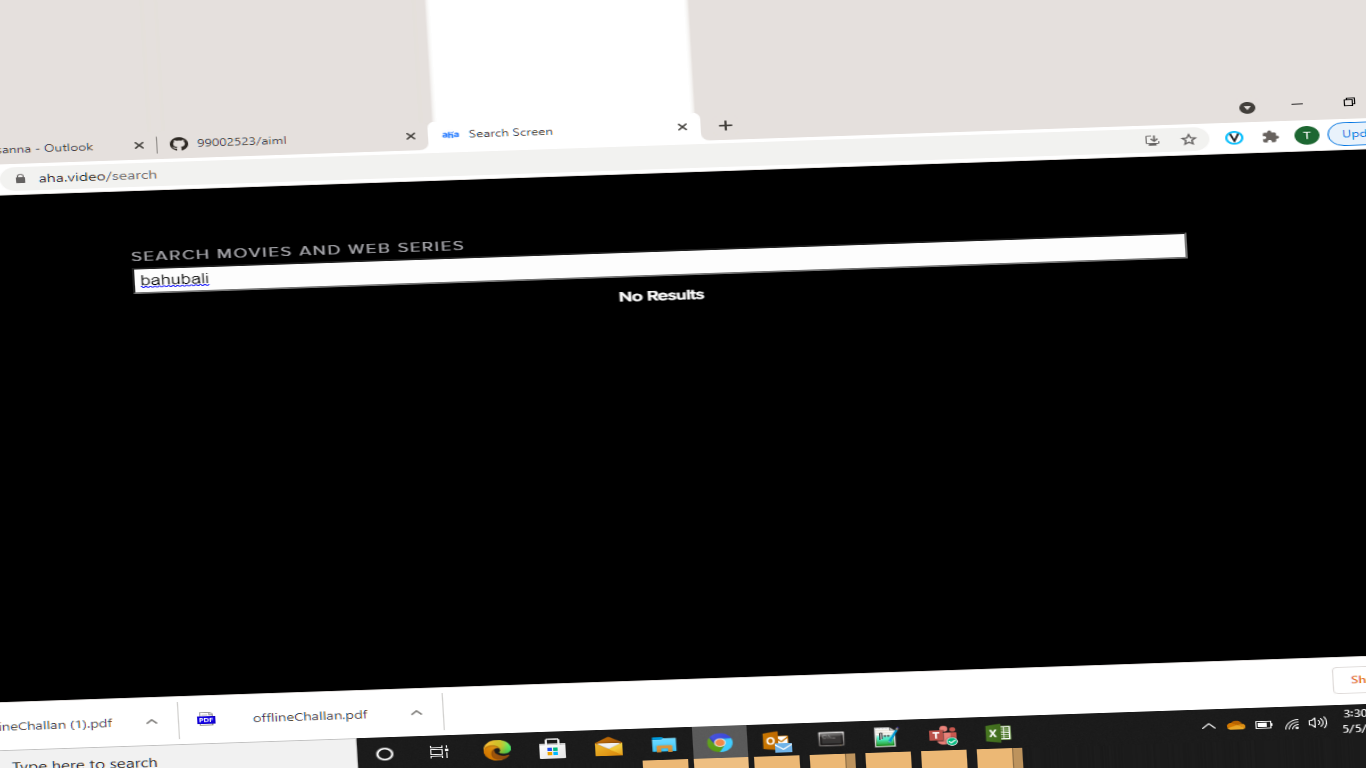 sanna - Outlook
99002523/aiml
aha Search Screen
T
Upd
aha.video/search
SEARCH MOVIES AND WEB SERIES
bahubali
No Results
ineChallan (1).pdf
PDF offlineChallan.pdf
Sh
Type here to search
3:30
5/5/